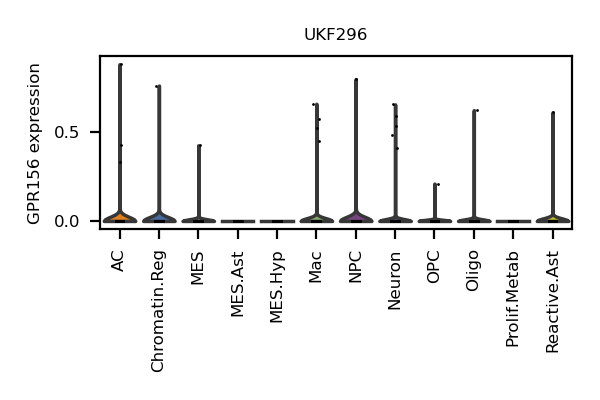 UKF296
GPR156 expression
0.5
0.0
AC
Chromatin.Reg
MES
MES.Ast
MES.Hyp
Mac
NPC
Neuron
OPC
Oligo
Prolif.Metab
Reactive.Ast